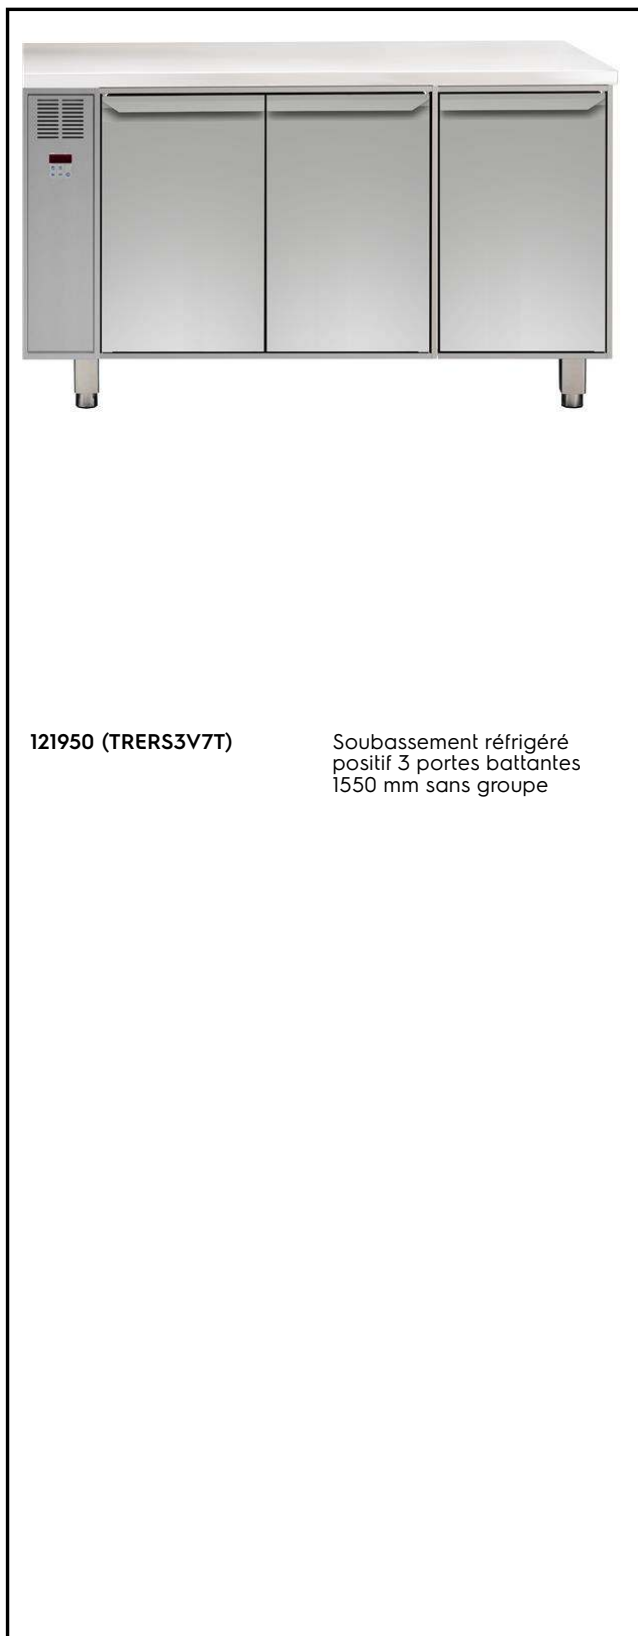 121950 (TRERS3V7T)
Soubassement réfrigéré
positif 3 portes battantes
1550 mm sans groupe